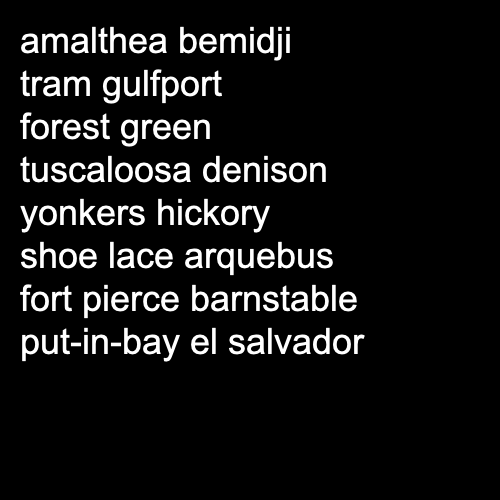 amalthea bemidji
tram gulfport
forest green
tuscaloosa denison
yonkers hickory
shoe lace arquebus
fort pierce barnstable
put-in-bay el salvador